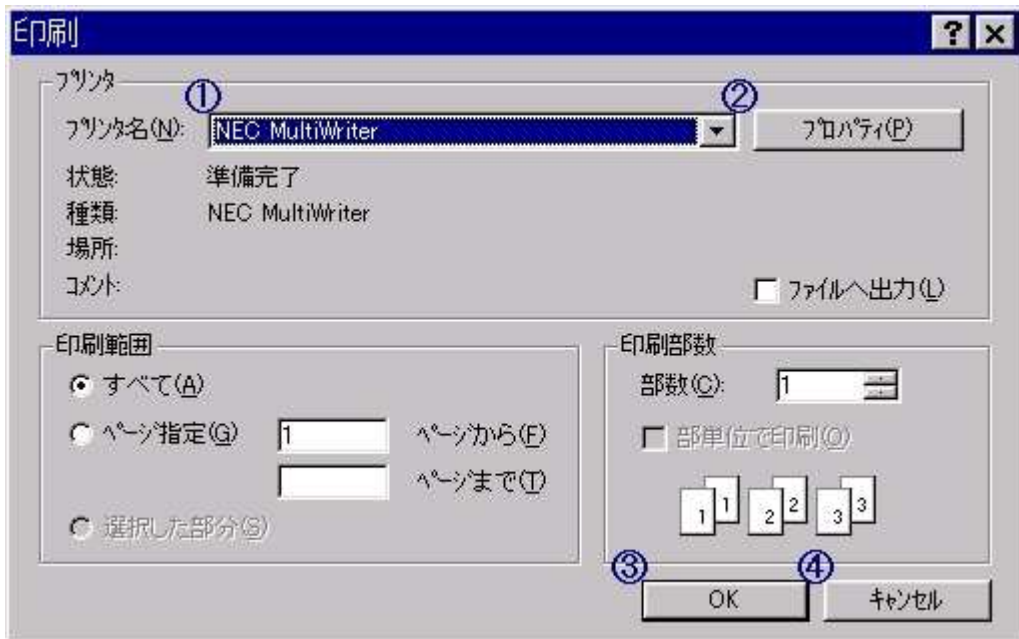 印刷
プリンタ
① ②
プリンタ名(N): NEC MultiWriter プロパティ(P)
状態: 準備完了
種類: NEC MultiWriter
場所:
コメント:
ファイルへ出力(L)
印刷範囲
すべて(A)
ページ指定(G) 1 ページから(F)
ページまで(T)
選択した部分(S)
印刷部数
部数(C): 1
部単位で印刷(O)
1 1 2 2 3 3
③ ④
OK キャンセル